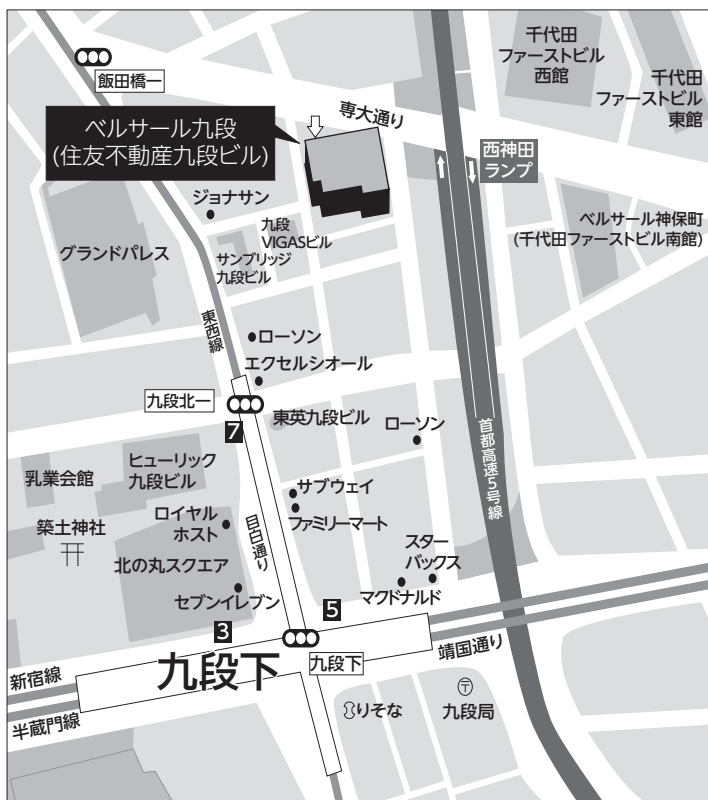 千代田
ファーストビル
西館
千代田
ファーストビル
東館
飯田橋一
専大通り
ベルサール九段
(住友不動産九段ビル)
西神田
ランプ
ジョナサン
九段
VIGASビル
サンブリッジ
九段ビル
ベルサール神保町
(千代田ファーストビル南館)
グランドパレス
東西線
ローソン
エクセルシオール
九段北一
7
東英九段ビル
ローソン
首都高速5号線
乳業会館
ヒューリック
九段ビル
サブウェイ
ファミリーマート
築土神社
ロイヤル
ホスト
目白通り
スター
バックス
北の丸スクエア
セブンイレブン
マクドナルド
5
3
九段下
九段下
靖国通り
新宿線
半蔵門線
りそな
〒
九段局